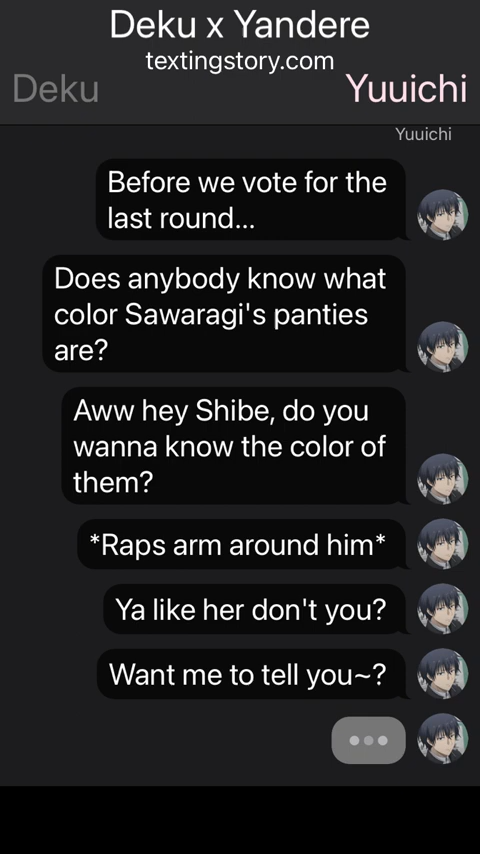 Deku x Yandere
textingstory.com
Deku
Yuuichi
Yuuichi
Before we vote for the
last round...
Does anybody know what
color Sawaragi's panties
are?
Aww hey Shibe, do you
wanna know the color of
them?
*Raps arm around him*
Ya like her don't you?
Want me to tell you~?